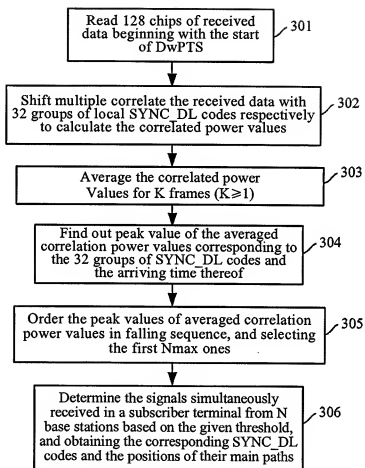 Read 128 chips of received
data beginning with the start
of DwPTS
301
Shift multiple correlate the received data with
32 groups of local SYNC_DL codes respectively
to calculate the correlated power values
302
Average the correlated power
Values for K frames (K≥1)
303
Find out peak value of the averaged
correlation power values corresponding to
the 32 groups of SYNC_DL codes and
the arriving time thereof
304
Order the peak values of averaged correlation
power values in falling sequence, and selecting
the first Nmax ones
305
Determine the signals simultaneously
received in a subscriber terminal from N
base stations based on the given threshold,
and obtaining the corresponding SYNC_DL
codes and the positions of their main paths
306